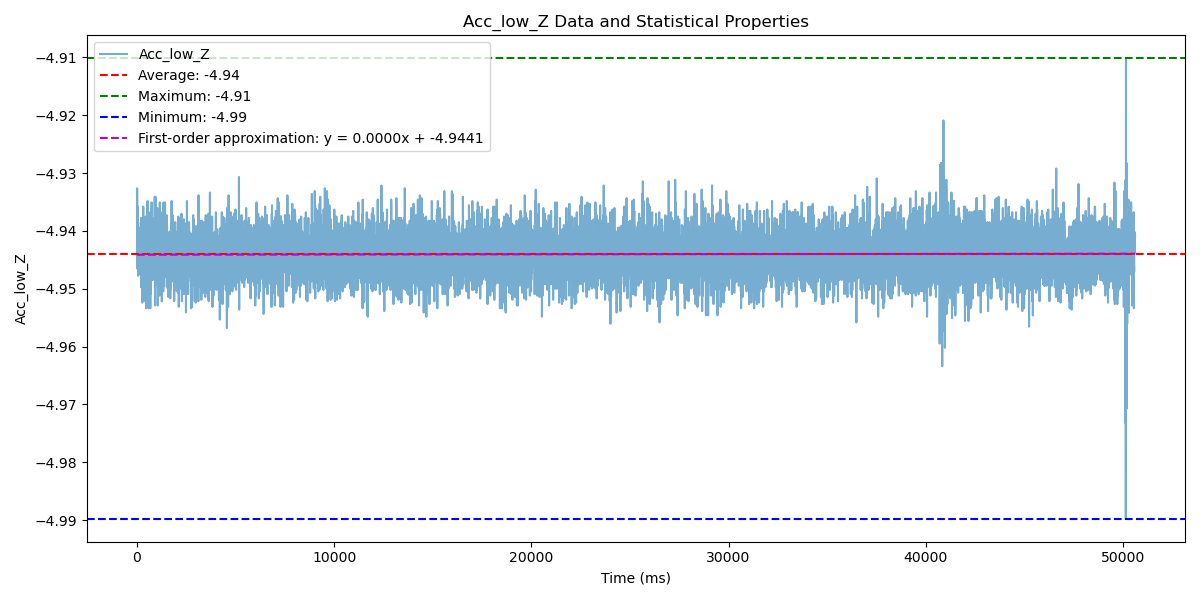 Acc_low_Z Data and Statistical Properties
Acc_low_Z
Average: -4.94
Maximum: -4.91
Minimum: -4.99
First-order approximation: y = 0.0000x + -4.9441
−4.91
−4.92
−4.93
−4.94
−4.95
−4.96
−4.97
−4.98
−4.99
Acc_low_Z
0 10000 20000 30000 40000 50000
Time (ms)